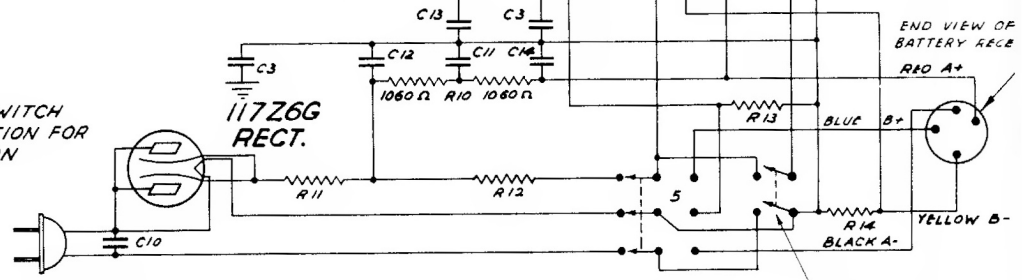 C13
C3
END VIEW OF
BATTERY RECE
C3
C12
C11
C14
RED A+
1060 Ω R10 1060 Ω
117Z6G
RECT.
WITCH
TION FOR
N
R13
BLUE B+
R11
R12
5
R14
YELLOW B-
C10
BLACK A-